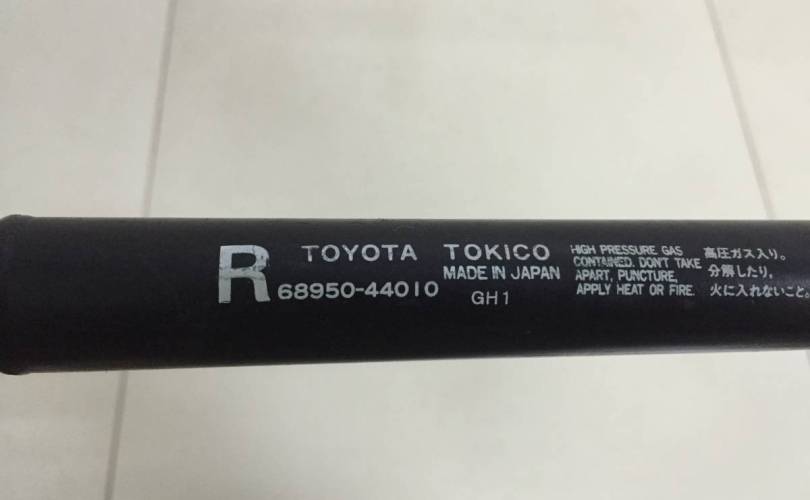 R
TOYOTA TOKICO
68950-44010
MADE IN JAPAN
GH1
HIGH PRESSURE GAS
CONTAINED. DON'T TAKE
APART, PUNCTURE,
APPLY HEAT OR FIRE.
高圧ガス入り。
分解したり,
火に入れないこと。